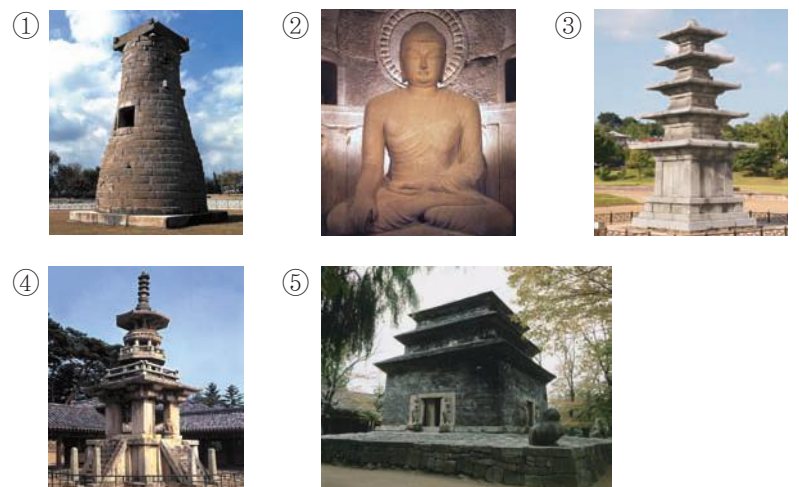 ① ② ③
④ ⑤